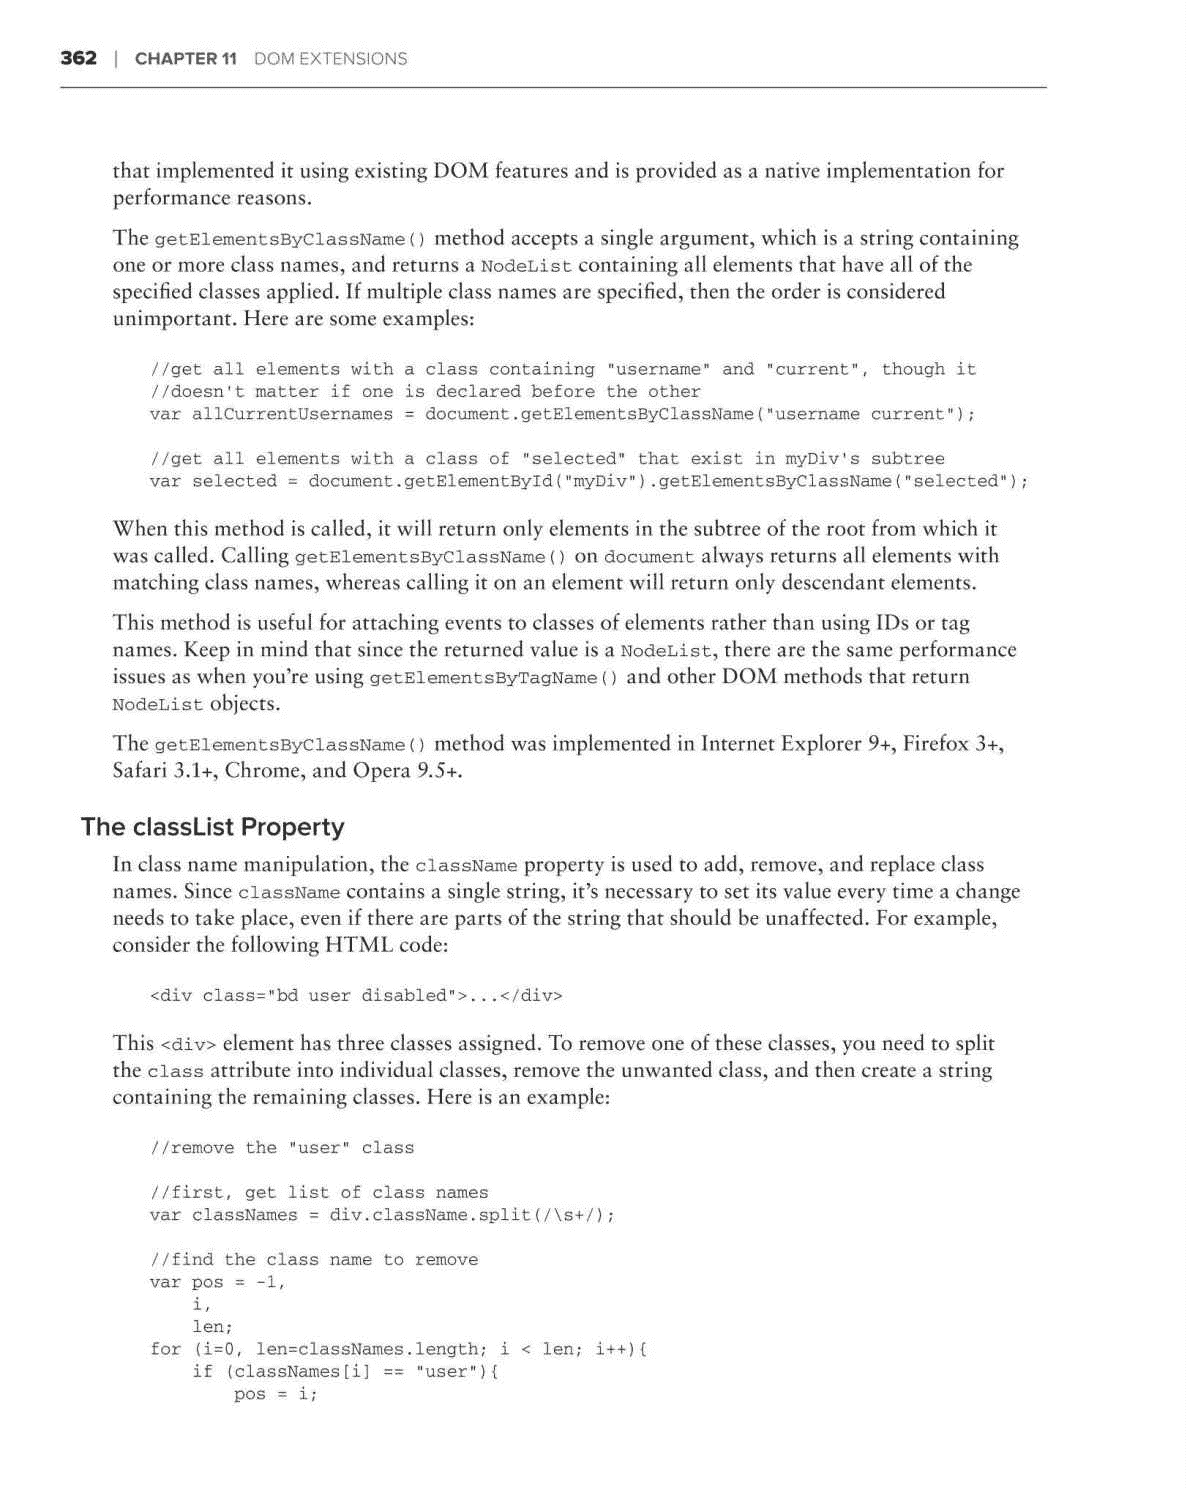 362 | CHAPTER 11 DOM EXTENSIONS
that implemented it using existing DOM features and is provided as a native implementation for
performance reasons.
The getElementsByClassName() method accepts a single argument, which is a string containing
one or more class names, and returns a NodeList containing all elements that have all of the
specified classes applied. If multiple class names are specified, then the order is considered
unimportant. Here are some examples:
//get all elements with a class containing "username" and "current", though it
//doesn't matter if one is declared before the other
var allCurrentUsernames = document.getElementsByClassName("username current");
//get all elements with a class of "selected" that exist in myDiv's subtree
var selected = document.getElementById("myDiv").getElementsByClassName("selected");
When this method is called, it will return only elements in the subtree of the root from which it
was called. Calling getElementsByClassName() on document always returns all elements with
matching class names, whereas calling it on an element will return only descendant elements.
This method is useful for attaching events to classes of elements rather than using IDs or tag
names. Keep in mind that since the returned value is a NodeList, there are the same performance
issues as when you're using getElementsByTagName() and other DOM methods that return
NodeList objects.
The getElementsByClassName() method was implemented in Internet Explorer 9+, Firefox 3+,
Safari 3.1+, Chrome, and Opera 9.5+.
The classList Property
In class name manipulation, the className property is used to add, remove, and replace class
names. Since className contains a single string, it's necessary to set its value every time a change
needs to take place, even if there are parts of the string that should be unaffected. For example,
consider the following HTML code:
<div class="bd user disabled">...</div>
This <div> element has three classes assigned. To remove one of these classes, you need to split
the class attribute into individual classes, remove the unwanted class, and then create a string
containing the remaining classes. Here is an example:
//remove the "user" class
//first, get list of class names
var classNames = div.className.split(/\s+/);
//find the class name to remove
var pos = -1,
    i,
    len;
for (i=0, len=classNames.length; i < len; i++){
    if (classNames[i] == "user"){
        pos = i;